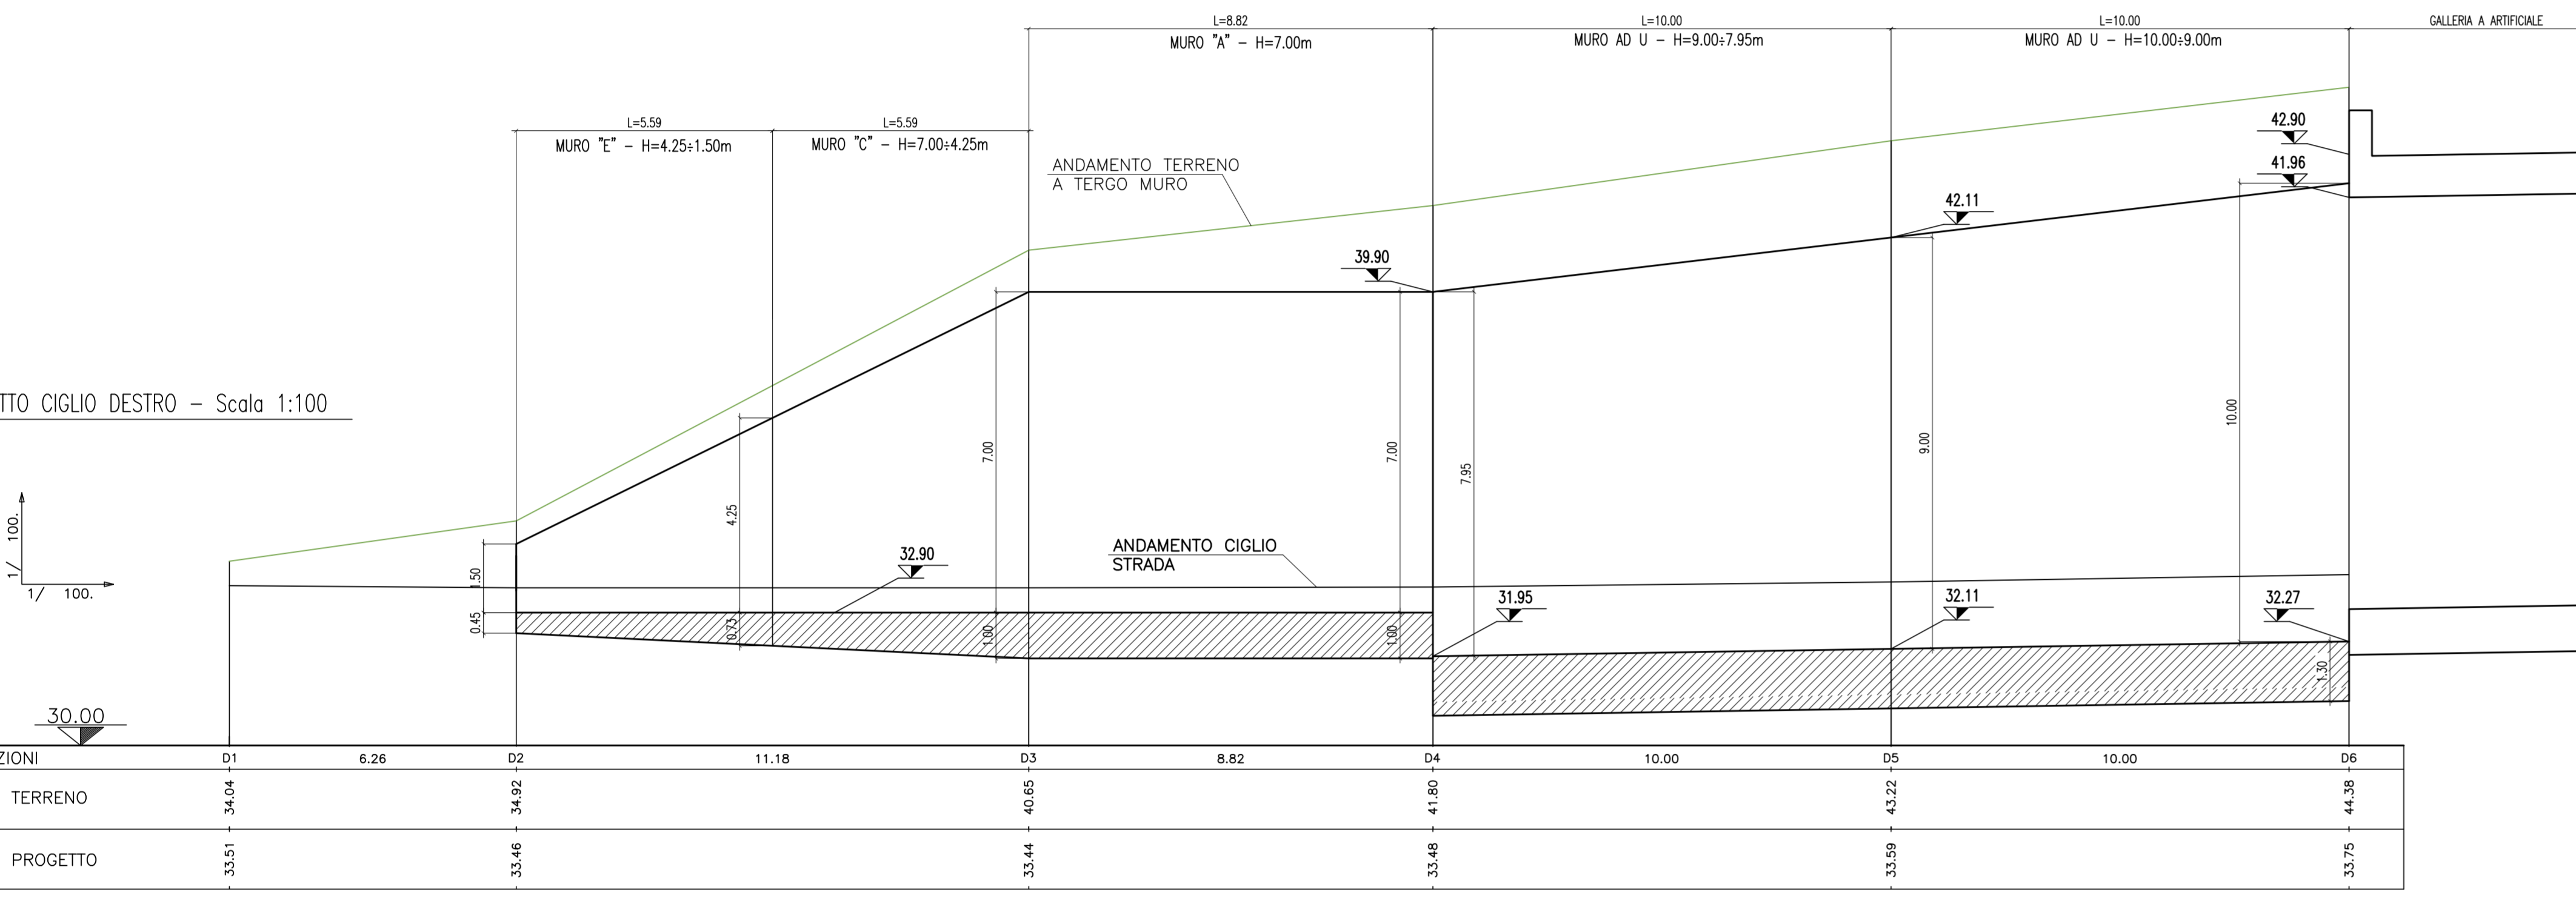 L=8.82
MURO "A" – H=7.00m
L=10.00
MURO AD U – H=9.00÷7.95m
L=10.00
MURO AD U – H=10.00÷9.00m
GALLERIA A ARTIFICIALE
L=5.59
MURO "E" – H=4.25÷1.50m
L=5.59
MURO "C" – H=7.00÷4.25m
ANDAMENTO TERRENO
A TERGO MURO
42.90
41.96
42.11
39.90
TTO CIGLIO DESTRO – Scala 1:100
1/ 100.
1/ 100.
1.50
0.45
4.25
0.73
7.00
1.00
7.00
1.00
7.95
9.00
10.00
1.30
32.90
ANDAMENTO CIGLIO
STRADA
31.95
32.11
32.27
30.00
ZIONI D1 6.26 D2 11.18 D3 8.82 D4 10.00 D5 10.00 D6
TERRENO 34.04 34.92 40.65 41.80 43.22 44.38
PROGETTO 33.51 33.46 33.44 33.48 33.59 33.75